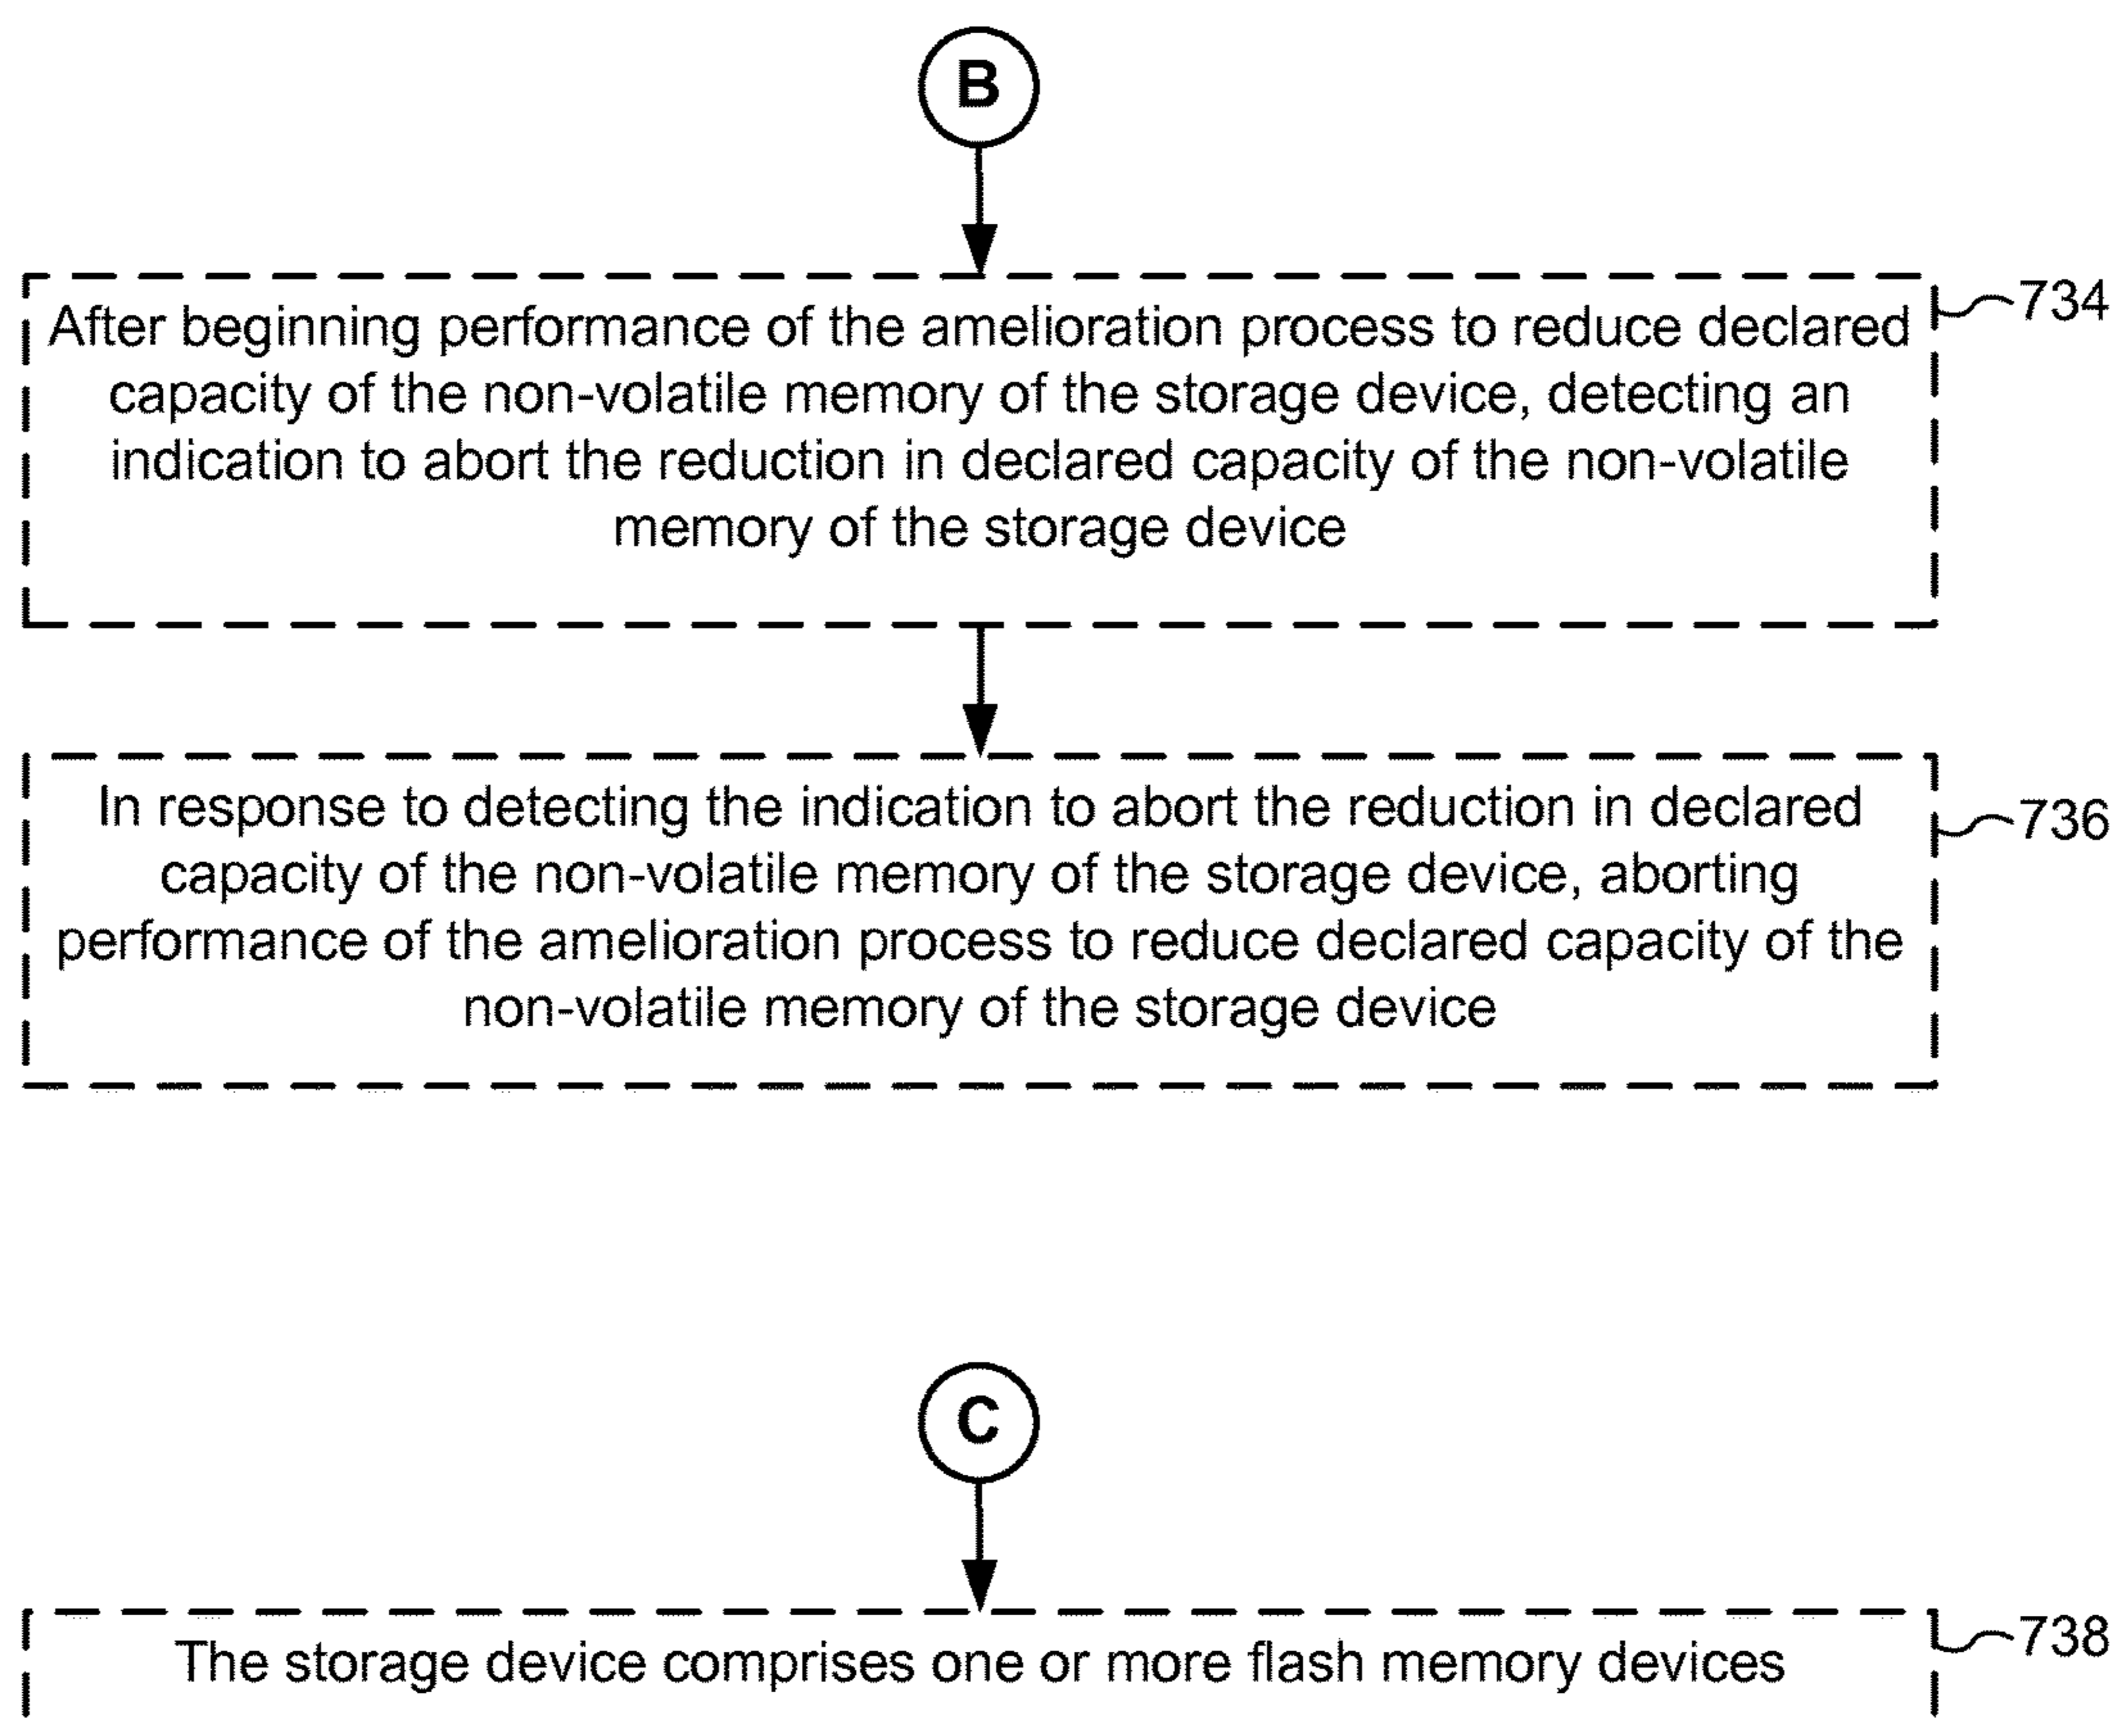 B
After beginning performance of the amelioration process to reduce declared
capacity of the non-volatile memory of the storage device, detecting an
indication to abort the reduction in declared capacity of the non-volatile
memory of the storage device
734
In response to detecting the indication to abort the reduction in declared
capacity of the non-volatile memory of the storage device, aborting
performance of the amelioration process to reduce declared capacity of the
non-volatile memory of the storage device
736
C
The storage device comprises one or more flash memory devices
738